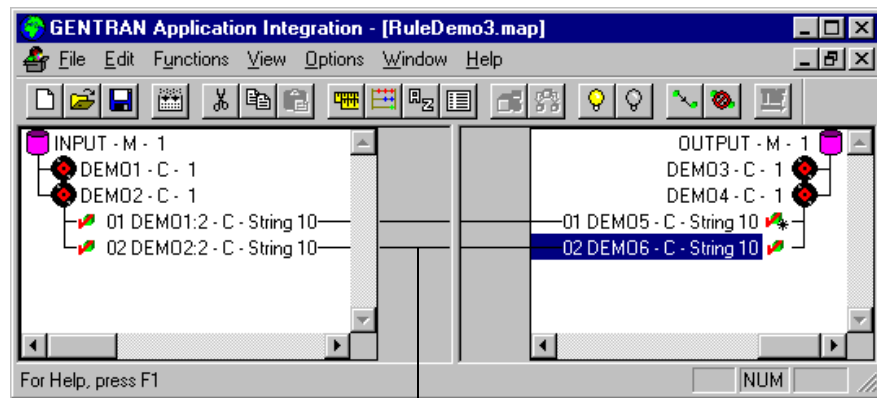 GENTRAN Application Integration - [RuleDemo3.map]
File Edit Functions View Options Window Help
INPUT - M - 1
DEMO1 - C - 1
DEMO2 - C - 1
01 DEMO1:2 - C - String 10
02 DEMO2:2 - C - String 10
OUTPUT - M - 1
DEMO3 - C - 1
DEMO4 - C - 1
01 DEMO5 - C - String 10
02 DEMO6 - C - String 10
For Help, press F1
NUM